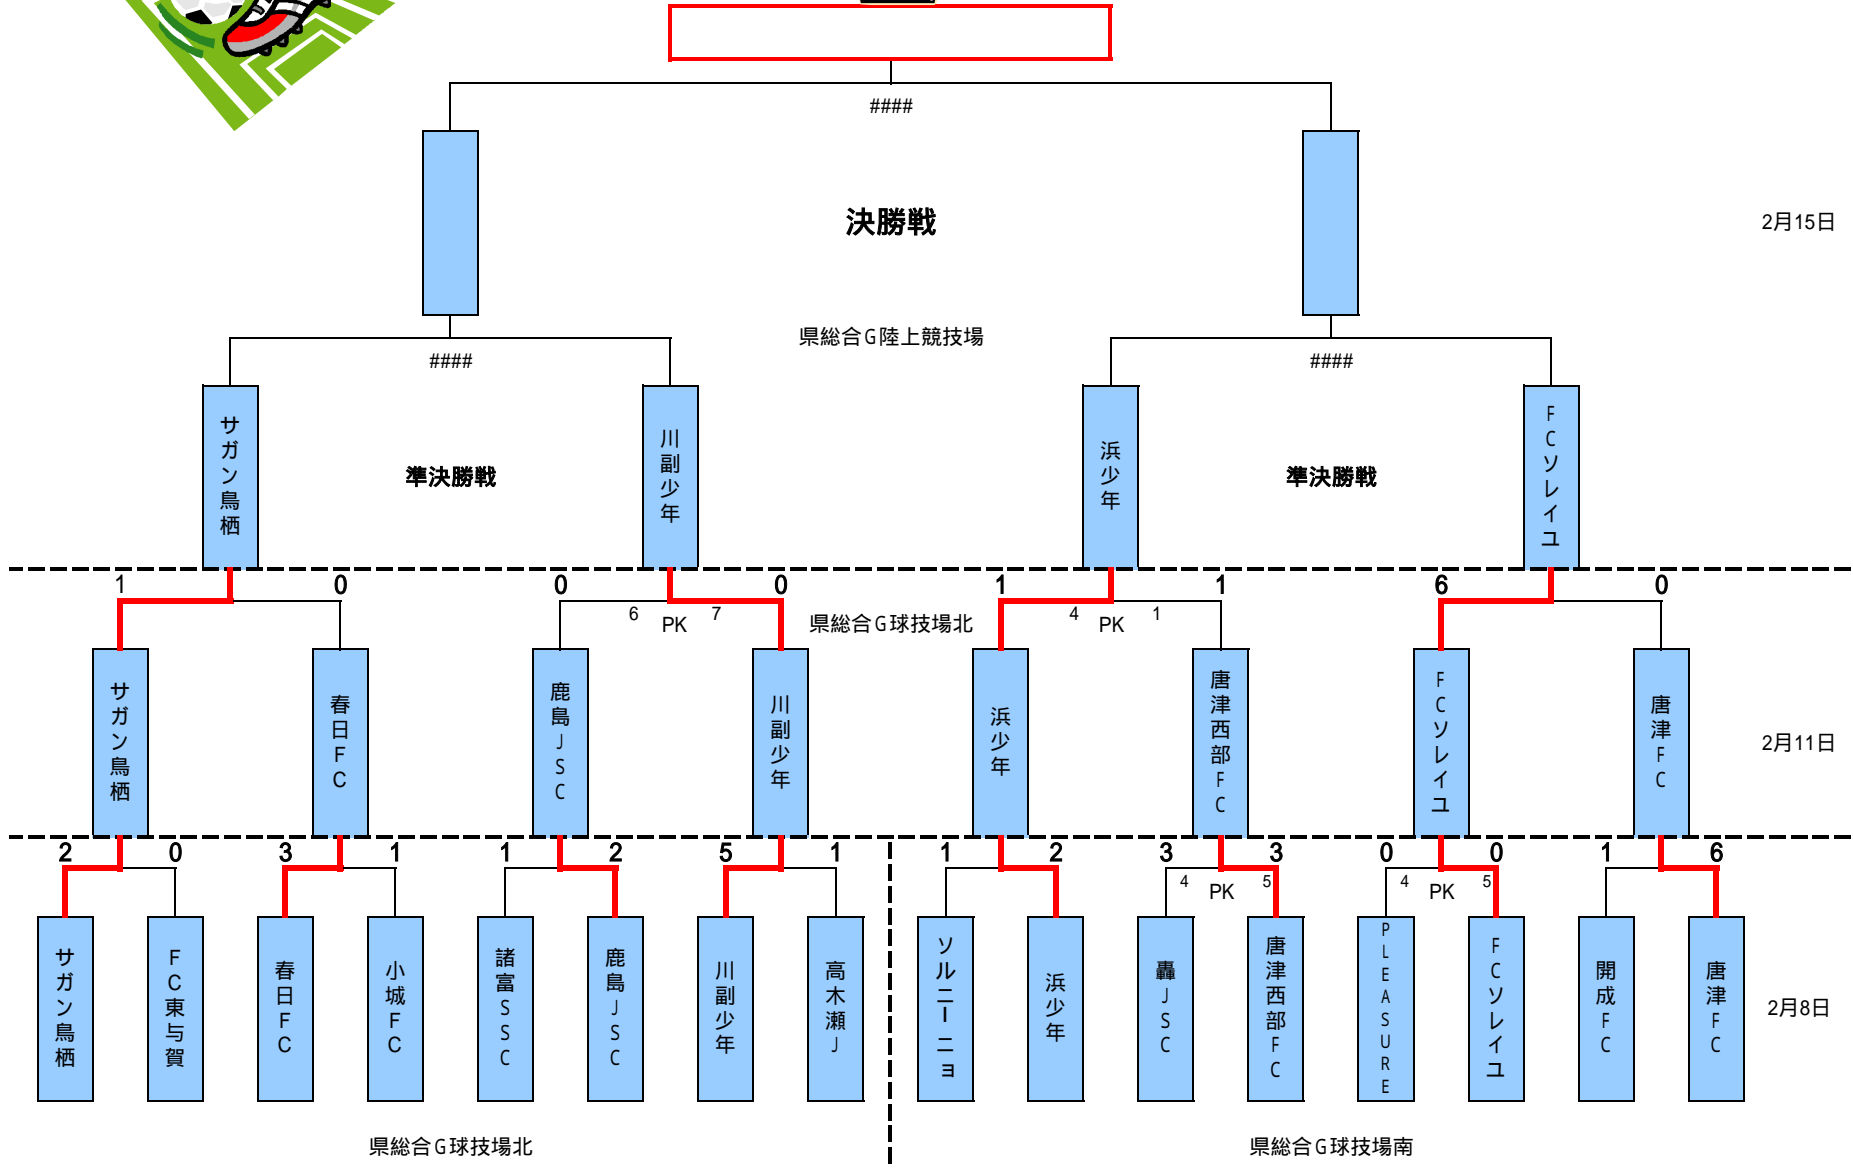 ####
決勝戦
2月15日
県総合G陸上競技場
#### ####
サガン鳥栖 川副少年 浜少年 FCソレイユ
準決勝戦 準決勝戦
1 0 0 0 1 1 6 0
6 PK 7 県総合G球技場北 4 PK 1
サガン鳥栖 春日FC 鹿島JSC 川副少年 浜少年 唐津西部FC FCソレイユ 唐津FC
2月11日
2 0 3 1 1 2 5 1 1 2 3 3 0 0 1 6
4 PK 5 4 PK 5
サガン鳥栖 FC東与賀 春日FC 小城FC 諸富SSC 鹿島JSC 川副少年 高木瀬J ソルニーニョ 浜少年 轟JSC 唐津西部FC PLEASURE FCソレイユ 開成FC 唐津FC
2月8日
県総合G球技場北 県総合G球技場南